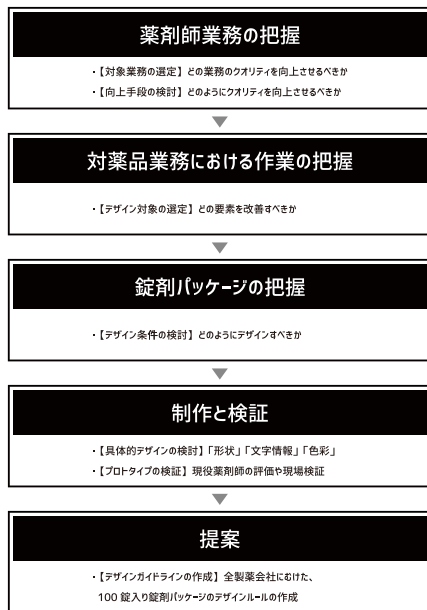 薬剤師業務の把握
・【対象業務の選定】どの業務のクオリティを向上させるべきか
・【向上手段の検討】どのようにクオリティを向上させるべきか
対薬品業務における作業の把握
・【デザイン対象の選定】どの要素を改善すべきか
錠剤パッケージの把握
・【デザイン条件の検討】どのようにデザインすべきか
制作と検証
・【具体的デザインの検討】「形状」「文字情報」「色彩」
・【プロトタイプの検証】現役薬剤師の評価や現場検証
提案
・【デザインガイドラインの作成】全製薬会社にむけた、
100錠入り錠剤パッケージのデザインルールの作成